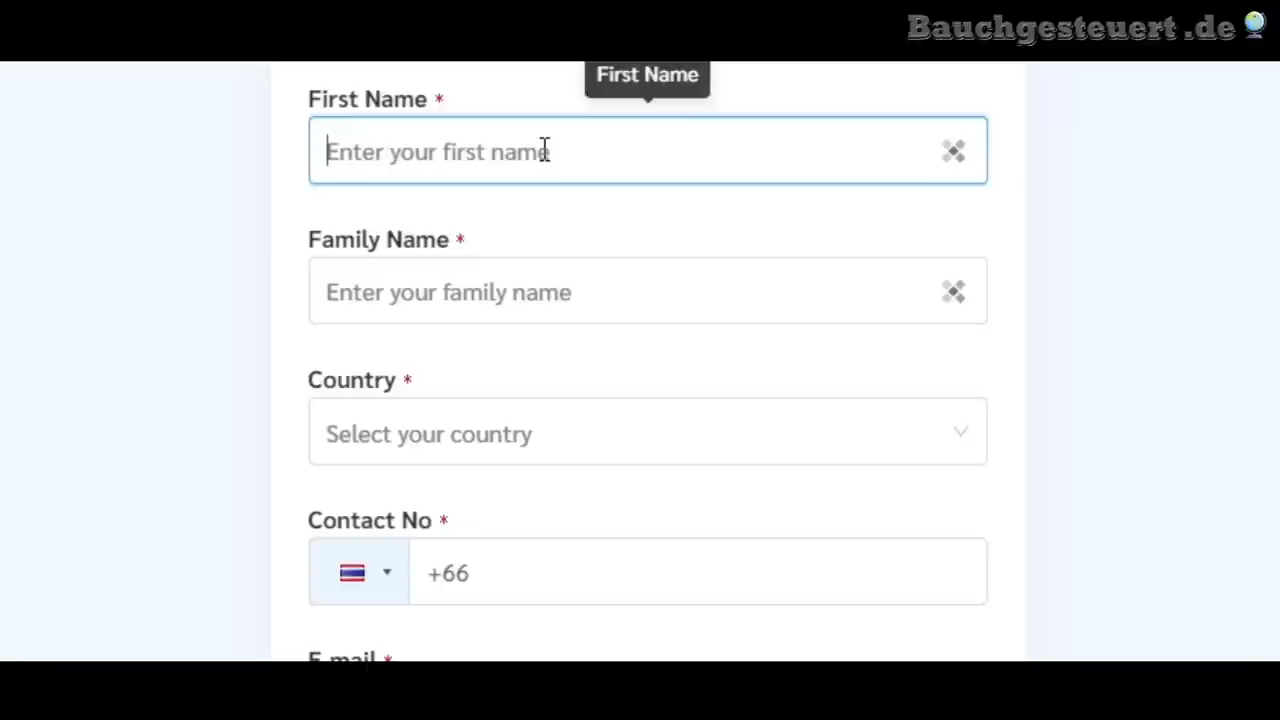 Bauchgesteuert.de
First Name
First Name *
Enter your first name
Family Name *
Enter your family name
Country *
Select your country
Contact No *
+66
E-mail *